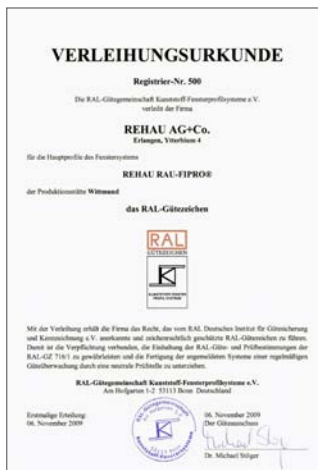 VERLEIHUNGSURKUNDE
Registrier-Nr. 500
Die RAL-Gütegemeinschaft Kunststoff-Fensterprofilsysteme e.V.
verleiht der Firma
REHAU AG+Co.
Erlangen, Ytterbium 4
für die Hauptprofile des Fenstersystems
REHAU RAU-FIPRO®
der Produktionsstätte Wittmund
das RAL-Gütezeichen
RAL
GÜTEZEICHEN
KUNSTSTOFF-FENSTER
PROFILSYSTEME
Mit der Verleihung erhält die Firma das Recht, das vom RAL Deutsches Institut für Gütesicherung
und Kennzeichnung e.V. anerkannte und zeichenrechtlich geschützte RAL-Gütezeichen zu führen.
Damit ist die Verpflichtung verbunden, die Einhaltung der RAL-Güte- und Prüfbestimmungen der
RAL-GZ 716/1 zu gewährleisten und die Fertigung der angemeldeten Systeme einer regelmäßigen
Güteüberwachung durch eine neutrale Prüfstelle zu unterziehen.
RAL-Gütegemeinschaft Kunststoff-Fensterprofilsysteme e.V.
Am Hofgarten 1-2 53113 Bonn Deutschland
Erstmalige Erteilung:
06. November 2009
06. November 2009
Der Güteausschuss
Dr. Michael Stöger